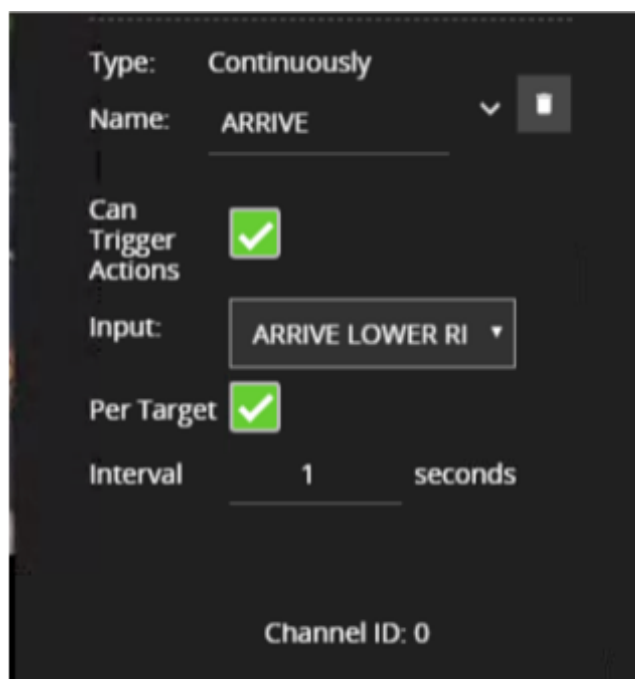 Type: Continuously
Name: ARRIVE
Can
Trigger
Actions
Input: ARRIVE LOWER RI
Per Target
Interval 1 seconds
Channel ID: 0